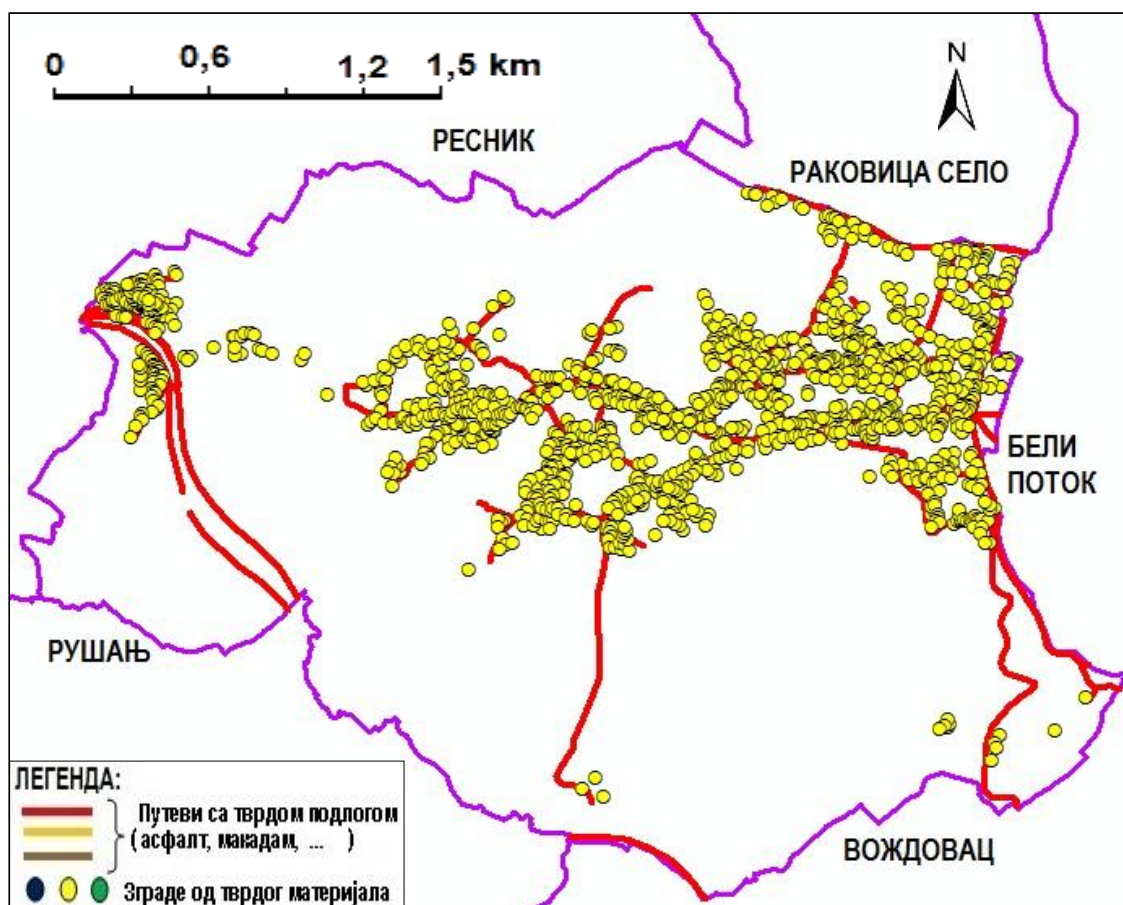 0 0,6 1,2 1,5 km
N
РЕСНИК
РАКОВИЦА СЕЛО
БЕЛИ
ПОТОК
РУШАЊ
ВОЖДОВАЦ
ЛЕГЕНДА:
Путеви са тврдом подлогом
( асфалт, макадам, ... )
Зграде од тврдог материјала